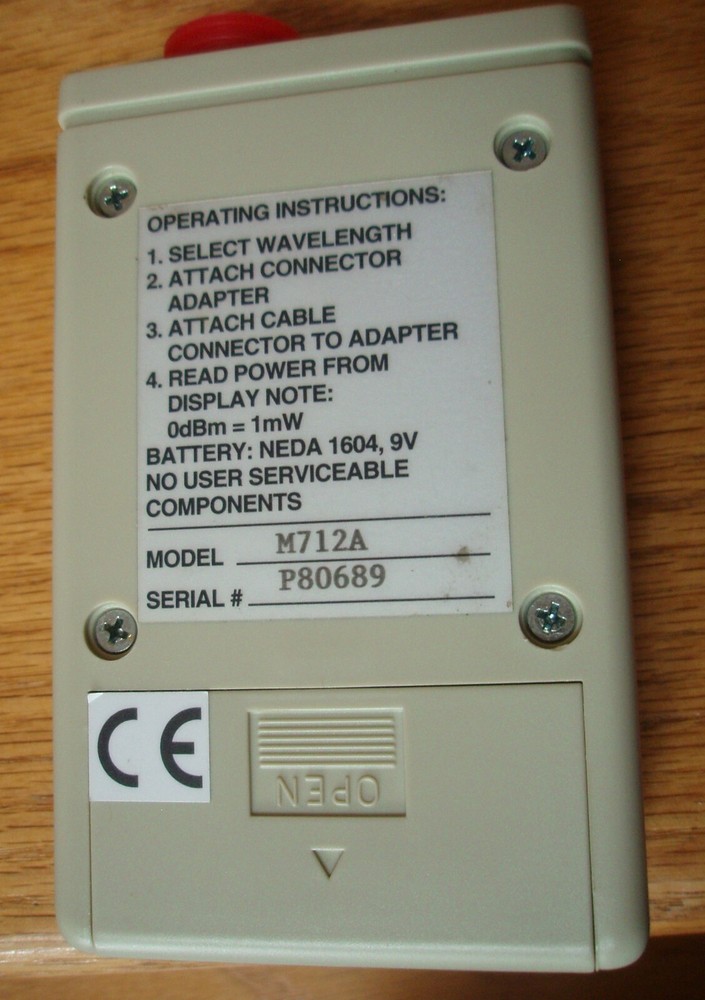 OPERATING INSTRUCTIONS:
1. SELECT WAVELENGTH
2. ATTACH CONNECTOR
ADAPTER
3. ATTACH CABLE
CONNECTOR TO ADAPTER
4. READ POWER FROM
DISPLAY NOTE:
0dBm = 1mW
BATTERY: NEDA 1604, 9V
NO USER SERVICEABLE
COMPONENTS
MODEL M712A
SERIAL # P80689
CE
OPEN